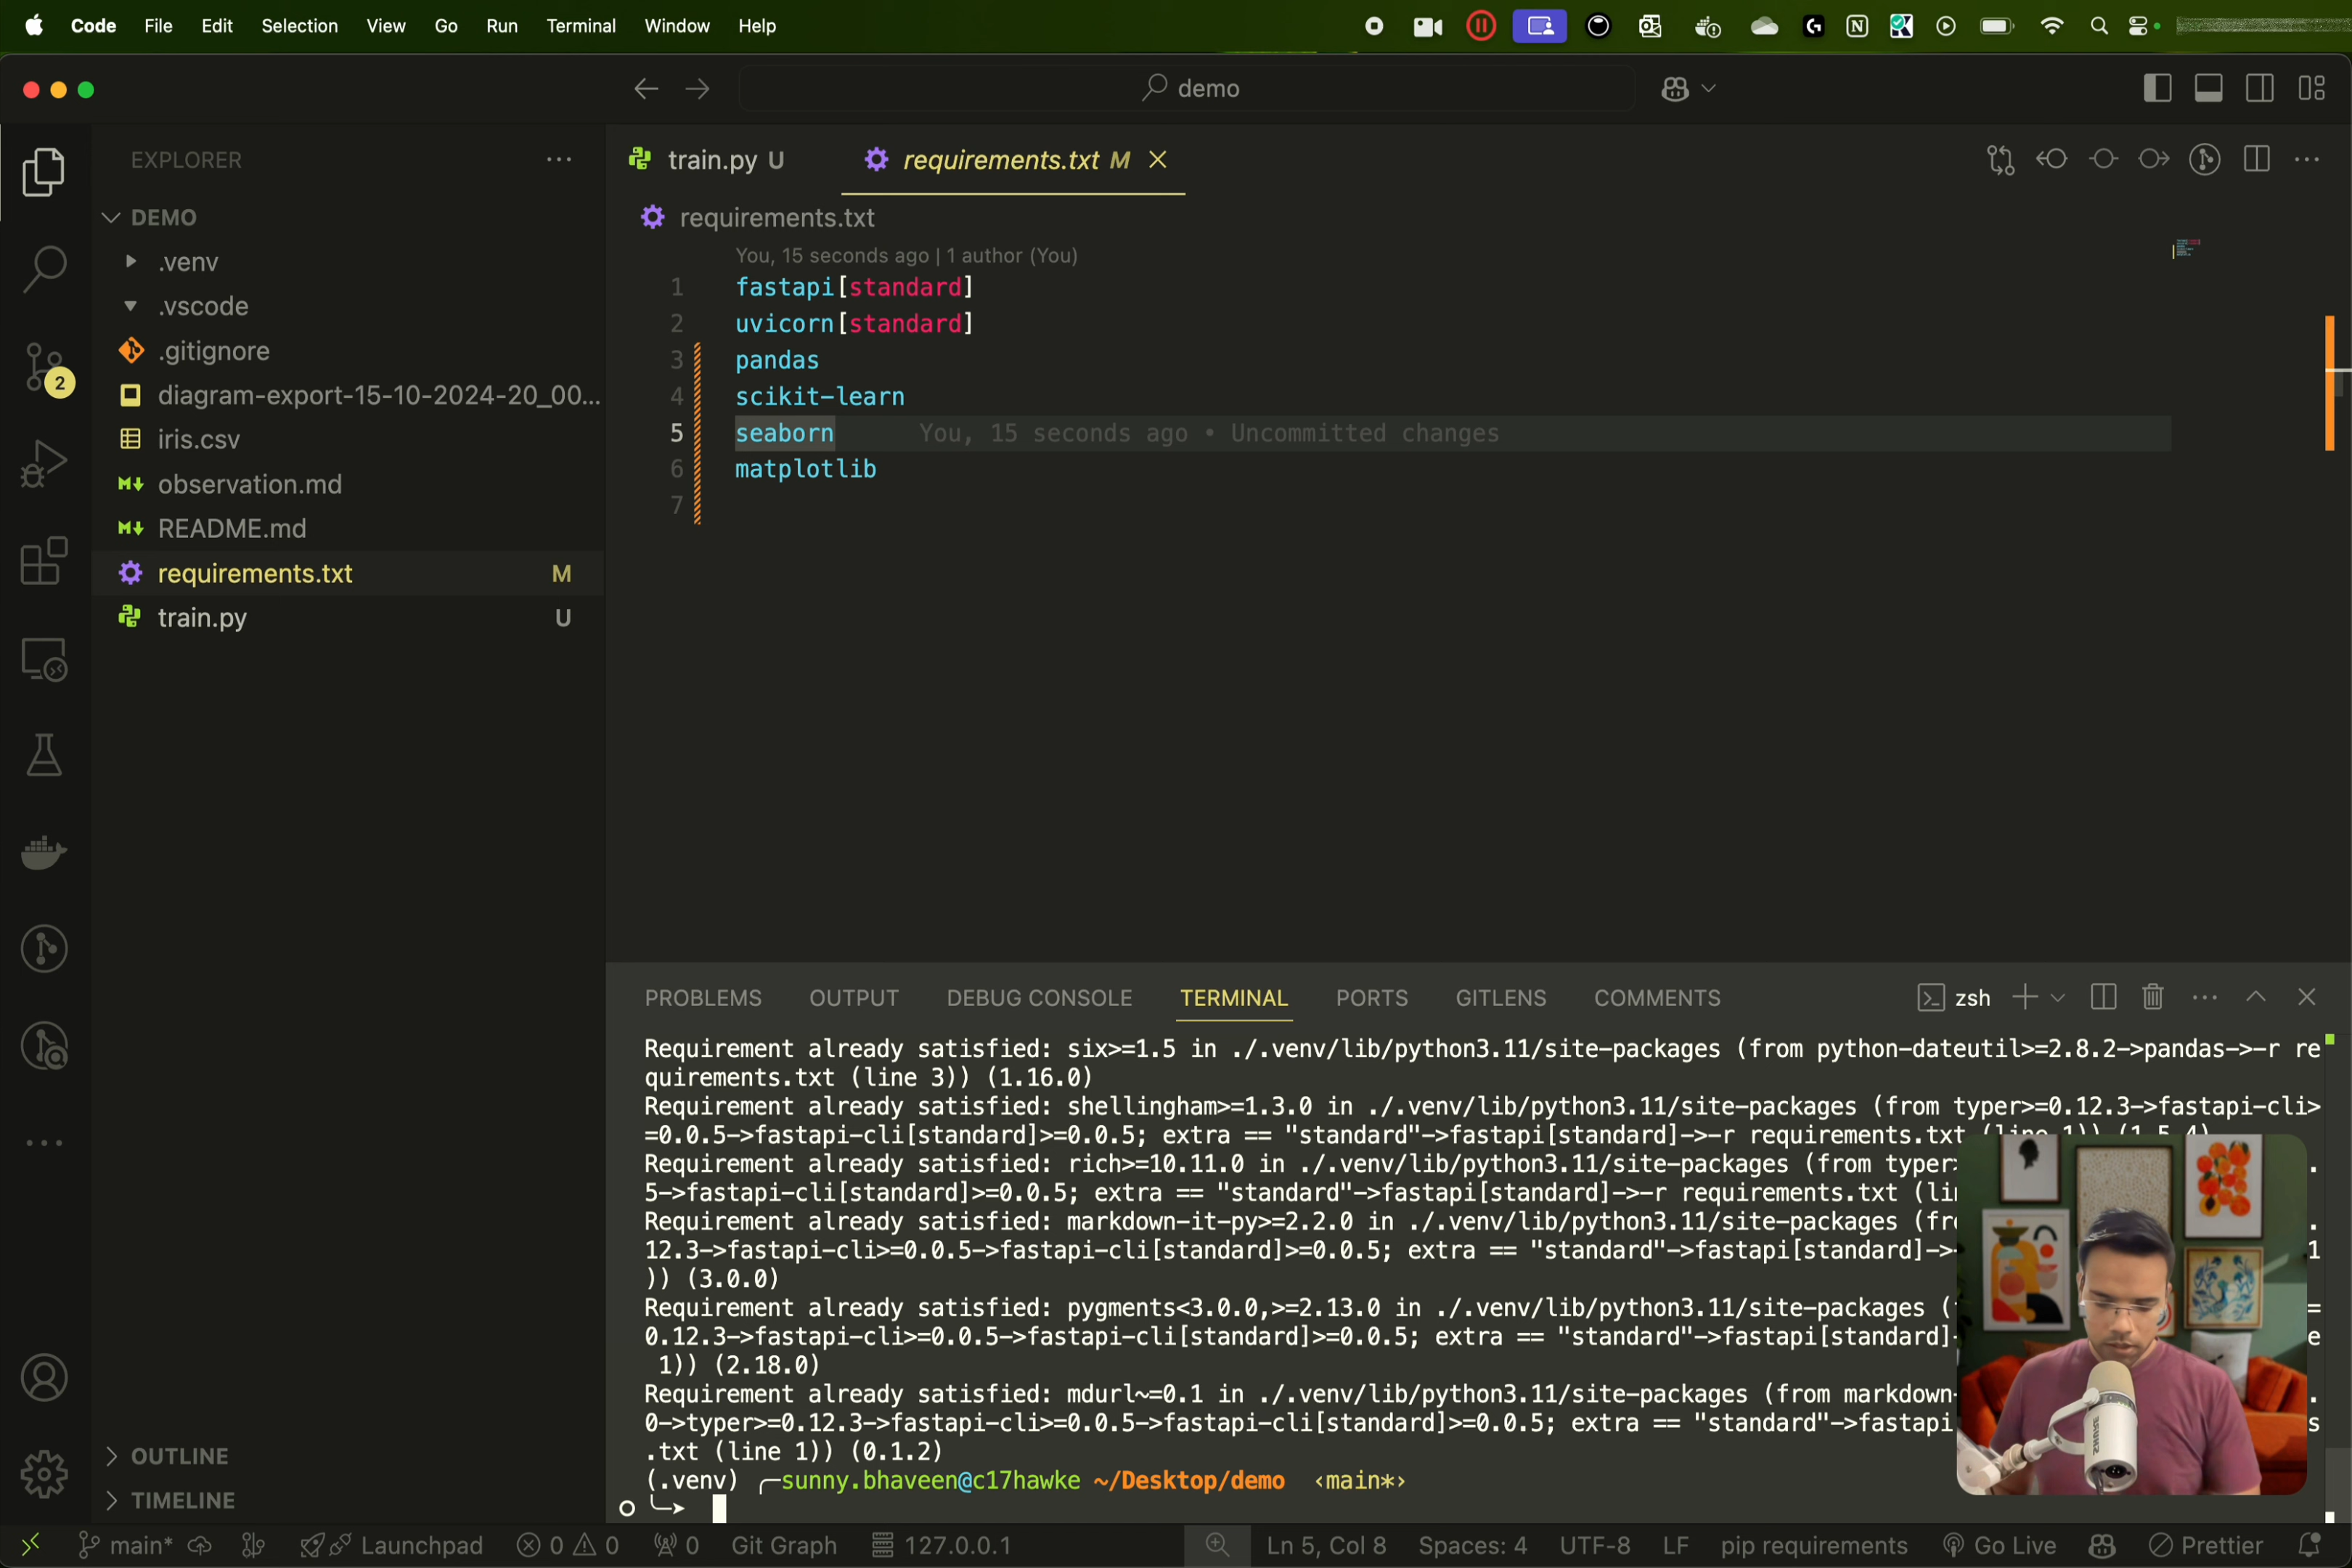 Code File Edit Selection View Go Run Terminal Window Help
demo
EXPLORER
train.py U
requirements.txt M
DEMO
requirements.txt
.venv
You, 15 seconds ago | 1 author (You)
.vscode
1 fastapi[standard]
2 uvicorn[standard]
.gitignore
3 pandas
diagram-export-15-10-2024-20_00...
4 scikit-learn
iris.csv
5 seaborn You, 15 seconds ago • Uncommitted changes
6 matplotlib
observation.md
7
README.md
requirements.txt M
train.py U
2
OUTLINE
TIMELINE
PROBLEMS OUTPUT DEBUG CONSOLE TERMINAL PORTS GITLENS COMMENTS
zsh
Requirement already satisfied: six>=1.5 in ./.venv/lib/python3.11/site-packages (from python-dateutil>=2.8.2->pandas->-r re
quirements.txt (line 3)) (1.16.0)
Requirement already satisfied: shellingham>=1.3.0 in ./.venv/lib/python3.11/site-packages (from typer>=0.12.3->fastapi-cli>
=0.0.5->fastapi-cli[standard]>=0.0.5; extra == "standard"->fastapi[standard]->-r requirements.txt (line 1)) (1.5.4)
Requirement already satisfied: rich>=10.11.0 in ./.venv/lib/python3.11/site-packages (from typer> .
5->fastapi-cli[standard]>=0.0.5; extra == "standard"->fastapi[standard]->-r requirements.txt
Requirement already satisfied: markdown-it-py>=2.2.0 in ./.venv/lib/python3.11/site-packages .
12.3->fastapi-cli>=0.0.5->fastapi-cli[standard]>=0.0.5; extra == "standard"->fastapi[standard]-> 1
)) (3.0.0)
Requirement already satisfied: pygments<3.0.0,>=2.13.0 in ./.venv/lib/python3.11/site-packages ( =
0.12.3->fastapi-cli>=0.0.5->fastapi-cli[standard]>=0.0.5; extra == "standard"->fastapi[standard] e
1)) (2.18.0)
Requirement already satisfied: mdurl~=0.1 in ./.venv/lib/python3.11/site-packages (from markdown- .
0->typer>=0.12.3->fastapi-cli>=0.0.5->fastapi-cli[standard]>=0.0.5; extra == "standard"->fastapi s
.txt (line 1)) (0.1.2)
(.venv) ╭─sunny.bhaveen@c17hawke ~/Desktop/demo ‹main*›
╰─➤
main* Launchpad 0 0 0 Git Graph 127.0.0.1 Ln 5, Col 8 Spaces: 4 UTF-8 LF pip requirements Go Live Prettier